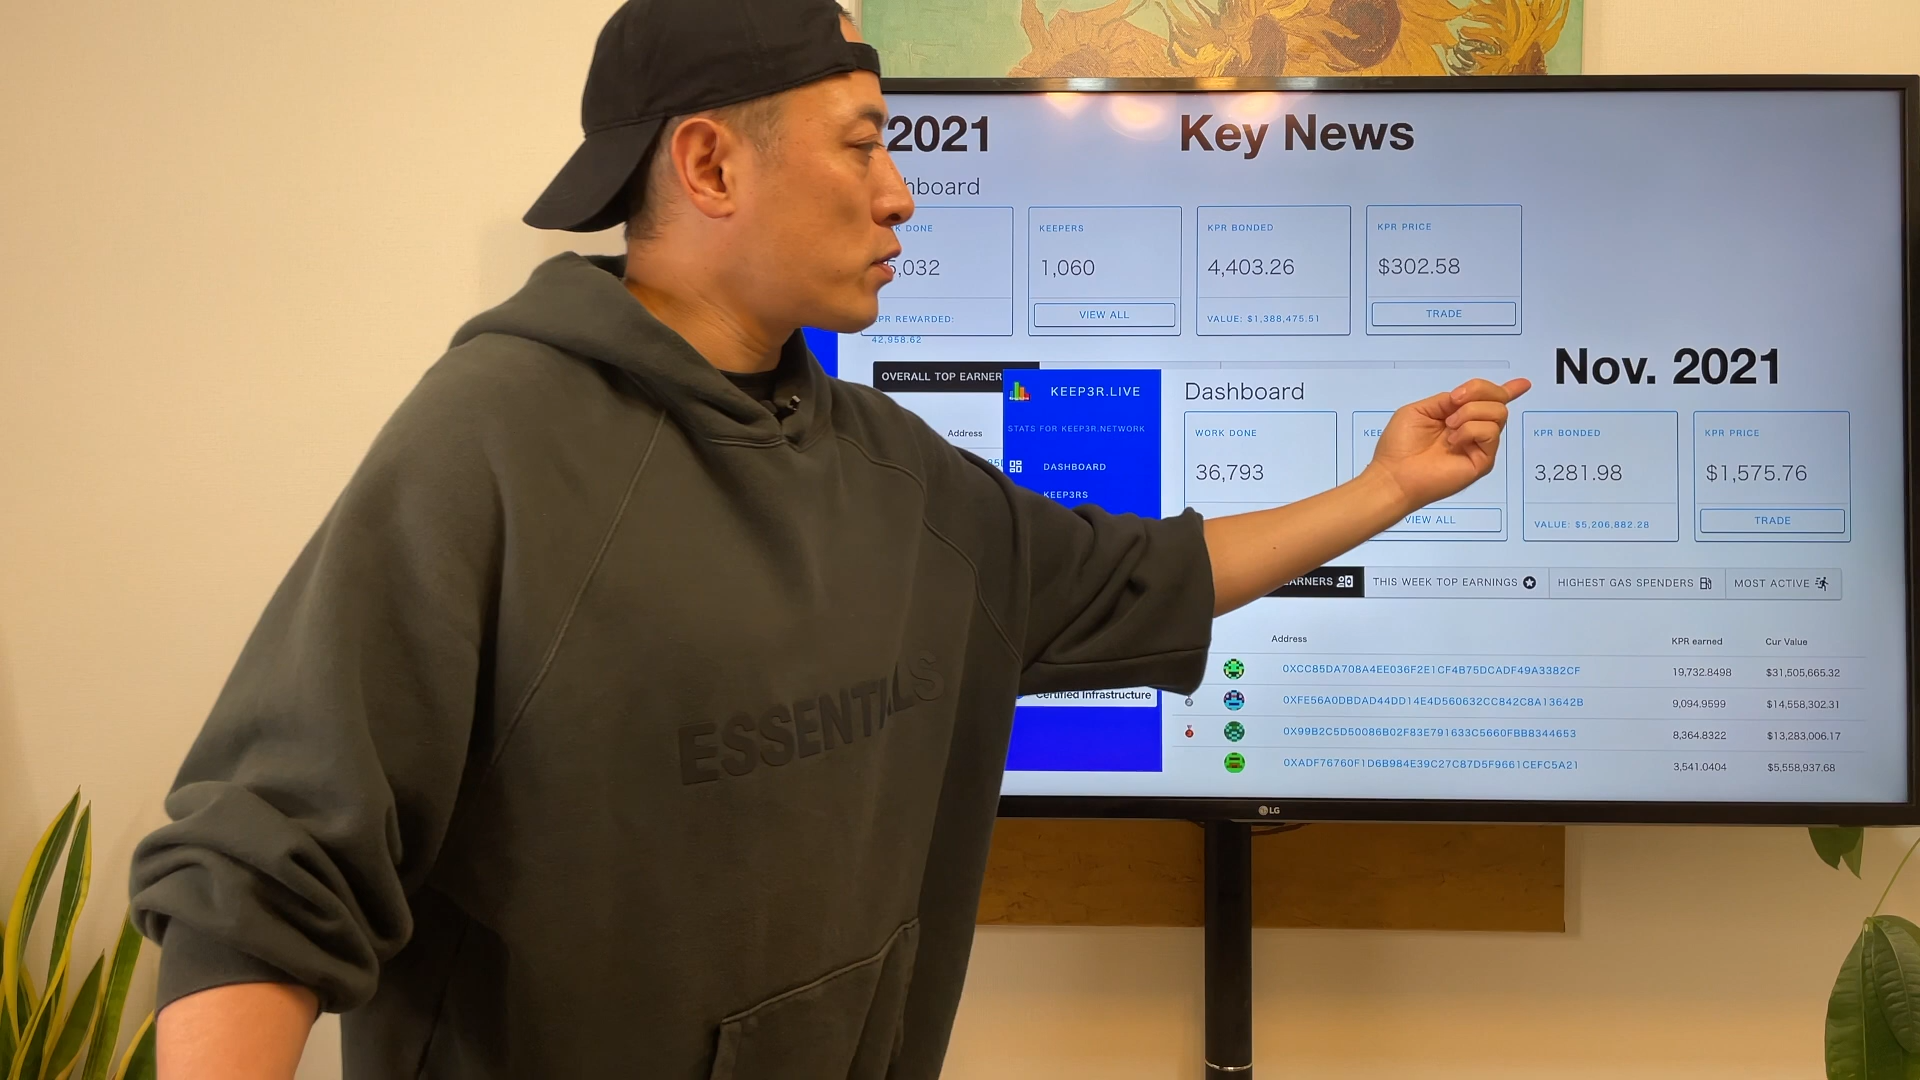 2021
Key News
hboard
K DONE
5,032
PR REWARDED:
42,958.62
KEEPERS
1,060
VIEW ALL
KPR BONDED
4,403.26
VALUE: $1,388,475.51
KPR PRICE
$302.58
TRADE
OVERALL TOP EARNER
Address
Nov. 2021
KEEP3R.LIVE
STATS FOR KEEP3R.NETWORK
DASHBOARD
KEEP3RS
Certified Infrastructure
Dashboard
WORK DONE
36,793
KEE
VIEW ALL
KPR BONDED
3,281.98
VALUE: $5,206,882.28
KPR PRICE
$1,575.76
TRADE
EARNERS
THIS WEEK TOP EARNINGS
HIGHEST GAS SPENDERS
MOST ACTIVE
Address KPR earned Cur Value
0XCC85DA708A4EE036F2E1CF4B75DCADF49A3382CF 19,732.8498 $31,505,665.32
0XFE56A0DBDAD44DD14E4D560632CC842C8A13642B 9,094.9599 $14,558,302.31
0X99B2C5D50086B02F83E791633C5660FBB8344653 8,364.8322 $13,283,006.17
0XADF76760F1D6B984E39C27C87D5F9661CEFC5A21 3,541.0404 $5,558,937.68
LG
ESSENTIALS